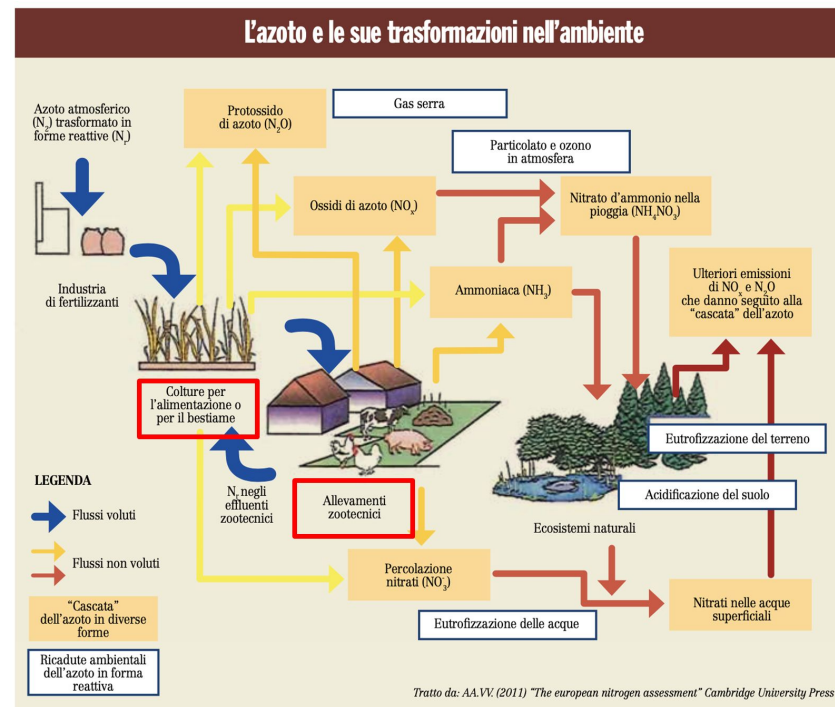 L'azoto e le sue trasformazioni nell'ambiente
Azoto atmosferico
(N₂) trasformato in
forme reattive (Nᵣ)
Protossido
di azoto (N₂O)
Gas serra
Particolato e ozono
in atmosfera
Ossidi di azoto (NOₓ)
Nitrato d'ammonio nella
pioggia (NH₄NO₃)
Industria
di fertilizzanti
Ammoniaca (NH₃)
Ulteriori emissioni
di NOₓ e N₂O
che danno seguito alla
"cascata" dell'azoto
Colture per
l'alimentazione o
per il bestiame
Eutrofizzazione del terreno
LEGENDA
Flussi voluti
Flussi non voluti
"Cascata"
dell'azoto in diverse
forme
Ricadute ambientali
dell'azoto in forma
reattiva
Nᵣ negli
effluenti
zootecnici
Allevamenti
zootecnici
Acidificazione del suolo
Ecosistemi naturali
Percolazione
nitrati (NO₃⁻)
Eutrofizzazione delle acque
Nitrati nelle acque
superficiali
Tratto da: AA.VV. (2011) "The european nitrogen assessment" Cambridge University Press